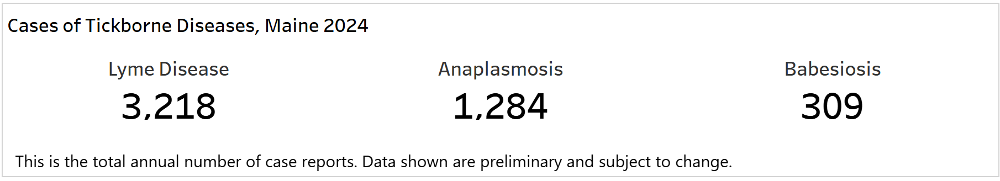 Cases of Tickborne Diseases, Maine 2024
Lyme Disease Anaplasmosis Babesiosis
3,218 1,284 309
This is the total annual number of case reports. Data shown are preliminary and subject to change.